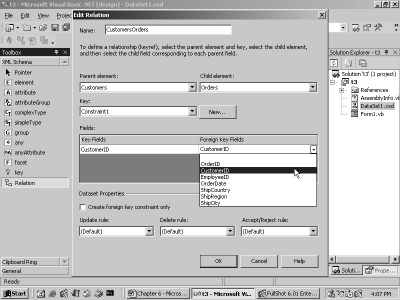 t3 - Microsoft Visual Basic .NET [design] - DataSet1.xsd
File Edit View Project
Edit Relation
Name: CustomersOrders
To define a relationship (keyref), select the parent element and key, select the child element,
and then select the child field corresponding to each parent field.
Parent element: Child element:
Customers Orders
Key:
Constraint1 New...
Fields:
Key Fields Foreign Key Fields
CustomerID CustomerID
OrderID
CustomerID
EmployeeID
OrderDate
ShipCountry
ShipRegion
ShipCity
Dataset Properties
Create foreign key constraint only
Update rule: Delete rule: Accept/Reject rule:
(Default) (Default) (Default)
OK Cancel Help
Toolbox
XML Schema
Pointer
element
attribute
attributeGroup
complexType
simpleType
group
any
anyAttribute
facet
key
Relation
Clipboard Ring
General
Solution Explorer - t3
Solution 't3' (1 project)
t3
References
AssemblyInfo.vb
DataSet1.xsd
Form1.vb
Soluti... Prope...
Ready
Start Chapter 6 - Micros... t3 - Microsoft Vi... FullShot 6.01 Ente... 4:07 PM